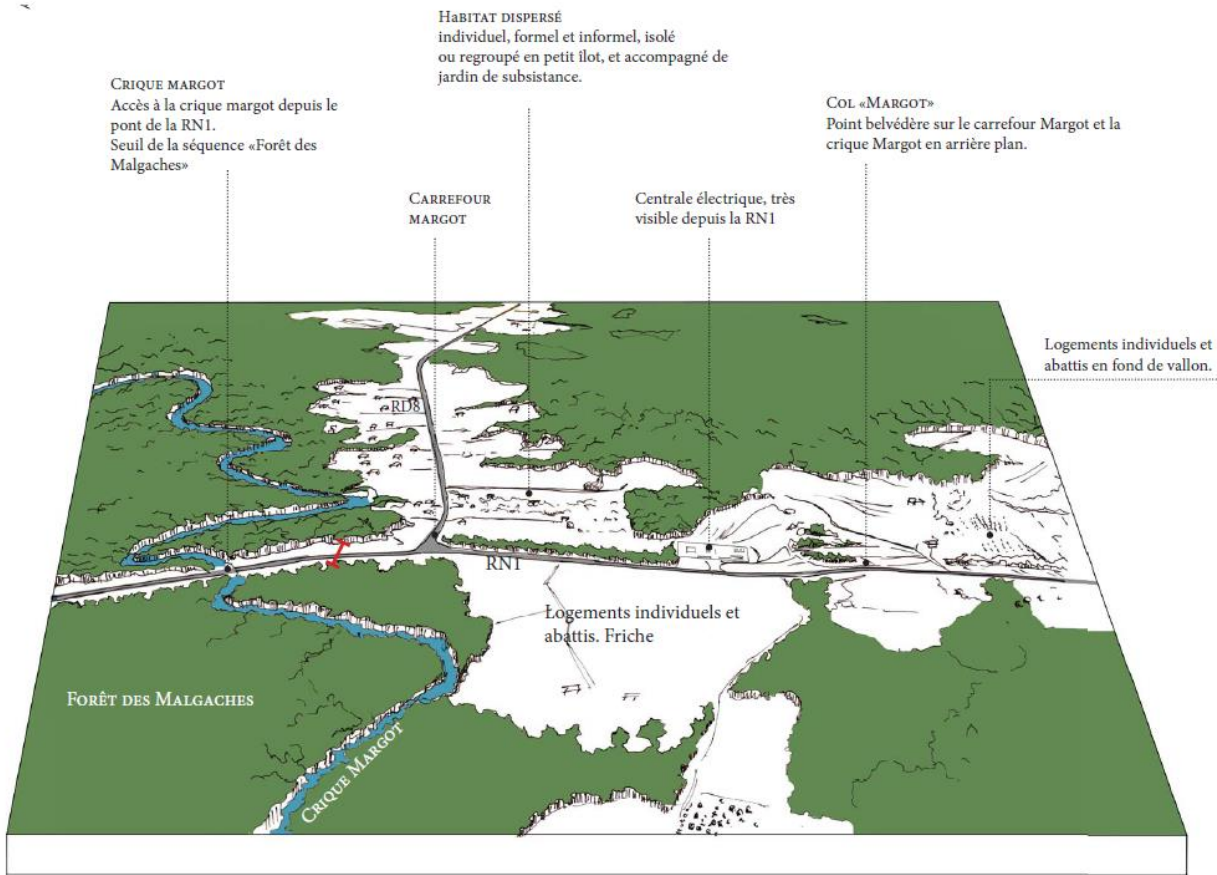 HABITAT DISPERSÉ
individuel, formel et informel, isolé
ou regroupé en petit îlot, et accompagné de
jardin de subsistance.
CRIQUE MARGOT
Accès à la crique margot depuis le
pont de la RN1.
Seuil de la séquence «Forêt des
Malgaches»
COL «MARGOT»
Point belvédère sur le carrefour Margot et la
crique Margot en arrière plan.
CARREFOUR
MARGOT
Centrale électrique, très
visible depuis la RN1
Logements individuels et
abattis en fond de vallon.
RD8
RN1
Logements individuels et
abattis. Friche
FORÊT DES MALGACHES
CRIQUE MARGOT